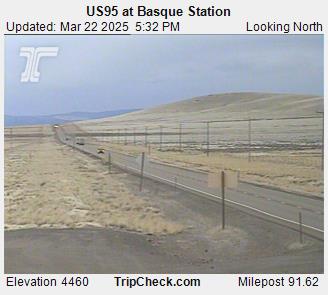 US95 at Basque Station
Updated: Mar 22 2025 5:32 PM Looking North
Elevation 4460 TripCheck.com Milepost 91.62